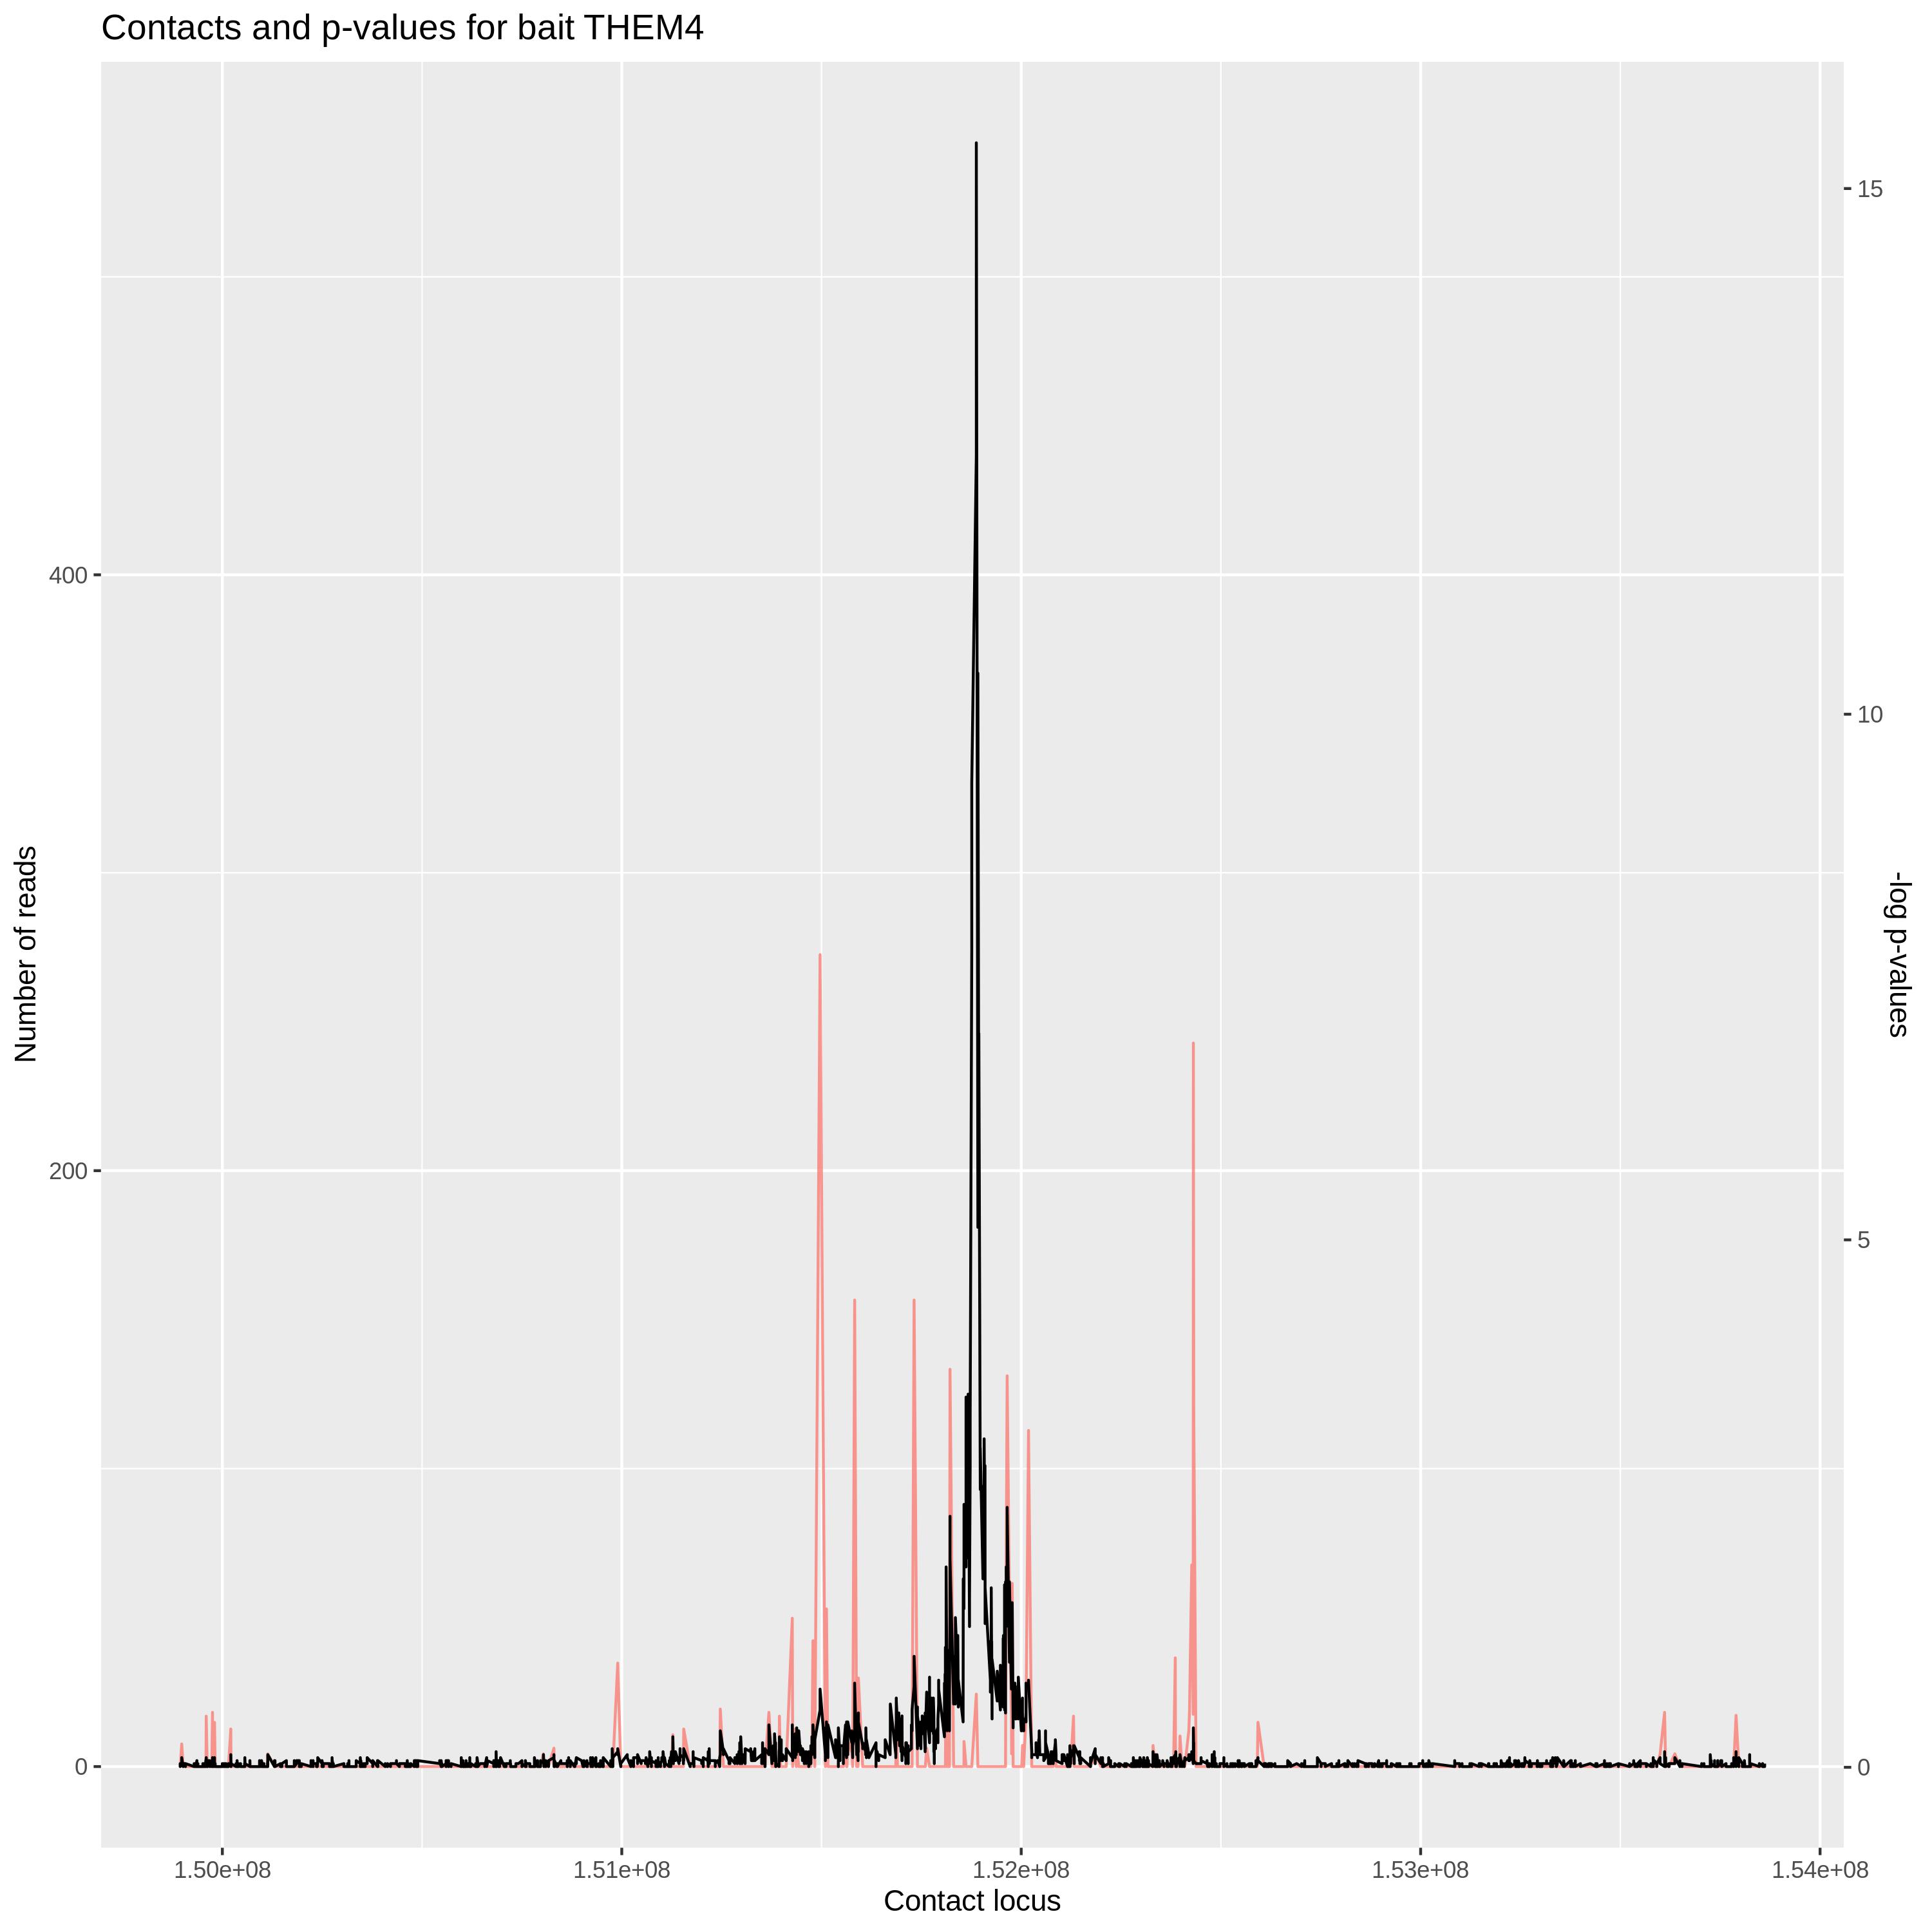 Contacts and p-values for bait THEM4
Number of reads
400
200
0
15
10
5
0
-log p-values
1.50e+08
1.51e+08
1.52e+08
1.53e+08
1.54e+08
Contact locus